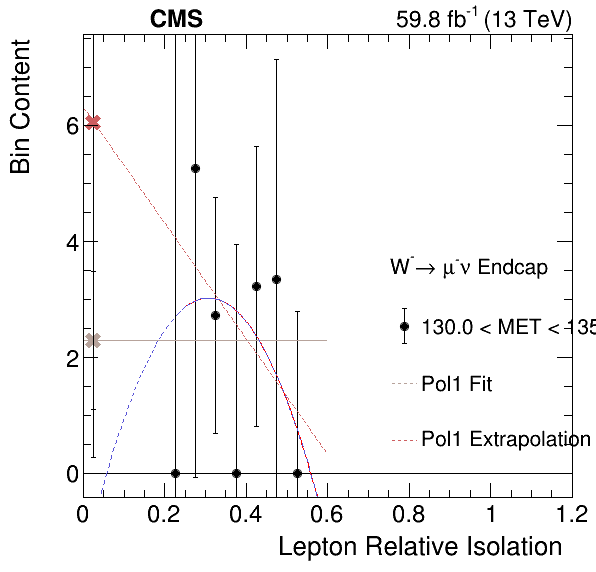 CMS 59.8 fb⁻¹ (13 TeV)
Bin Content
6
4
2
0
W⁻→ μ⁻ν Endcap
130.0 < MET < 135
Pol1 Fit
Pol1 Extrapolation
0 0.2 0.4 0.6 0.8 1 1.2
Lepton Relative Isolation